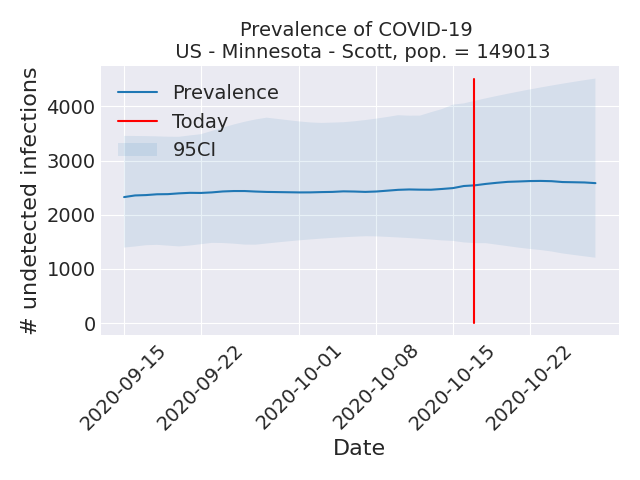 Prevalence of COVID-19
US - Minnesota - Scott, pop. = 149013
# undetected infections
4000
3000
2000
1000
0
Prevalence
Today
95CI
2020-09-15
2020-09-22
2020-10-01
2020-10-08
2020-10-15
2020-10-22
Date